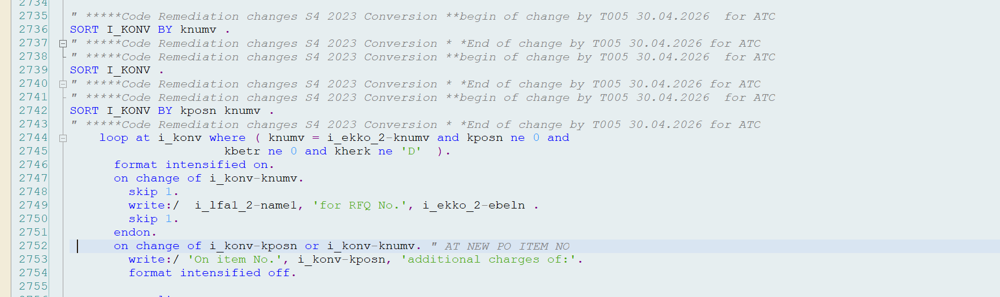 2734
2735 " *****Code Remediation changes S4 2023 Conversion **begin of change by T005 30.04.2026  for ATC
2736 SORT I_KONV BY knumv .
2737 " *****Code Remediation changes S4 2023 Conversion * *End of change by T005 30.04.2026 for ATC
2738 " *****Code Remediation changes S4 2023 Conversion **begin of change by T005 30.04.2026  for ATC
2739 SORT I_KONV .
2740 " *****Code Remediation changes S4 2023 Conversion * *End of change by T005 30.04.2026 for ATC
2741 " *****Code Remediation changes S4 2023 Conversion **begin of change by T005 30.04.2026  for ATC
2742 SORT I_KONV BY kposn knumv .
2743 " *****Code Remediation changes S4 2023 Conversion * *End of change by T005 30.04.2026 for ATC
2744     loop at i_konv where ( knumv = i_ekko_2-knumv and kposn ne 0 and
2745                      kbetr ne 0 and kherk ne 'D'  ).
2746       format intensified on.
2747       on change of i_konv-knumv.
2748         skip 1.
2749         write:/  i_lfa1_2-name1, 'for RFQ No.', i_ekko_2-ebeln .
2750         skip 1.
2751       endon.
2752       on change of i_konv-kposn or i_konv-knumv. " AT NEW PO ITEM NO
2753         write:/ 'On item No.', i_konv-kposn, 'additional charges of:'.
2754         format intensified off.
2755